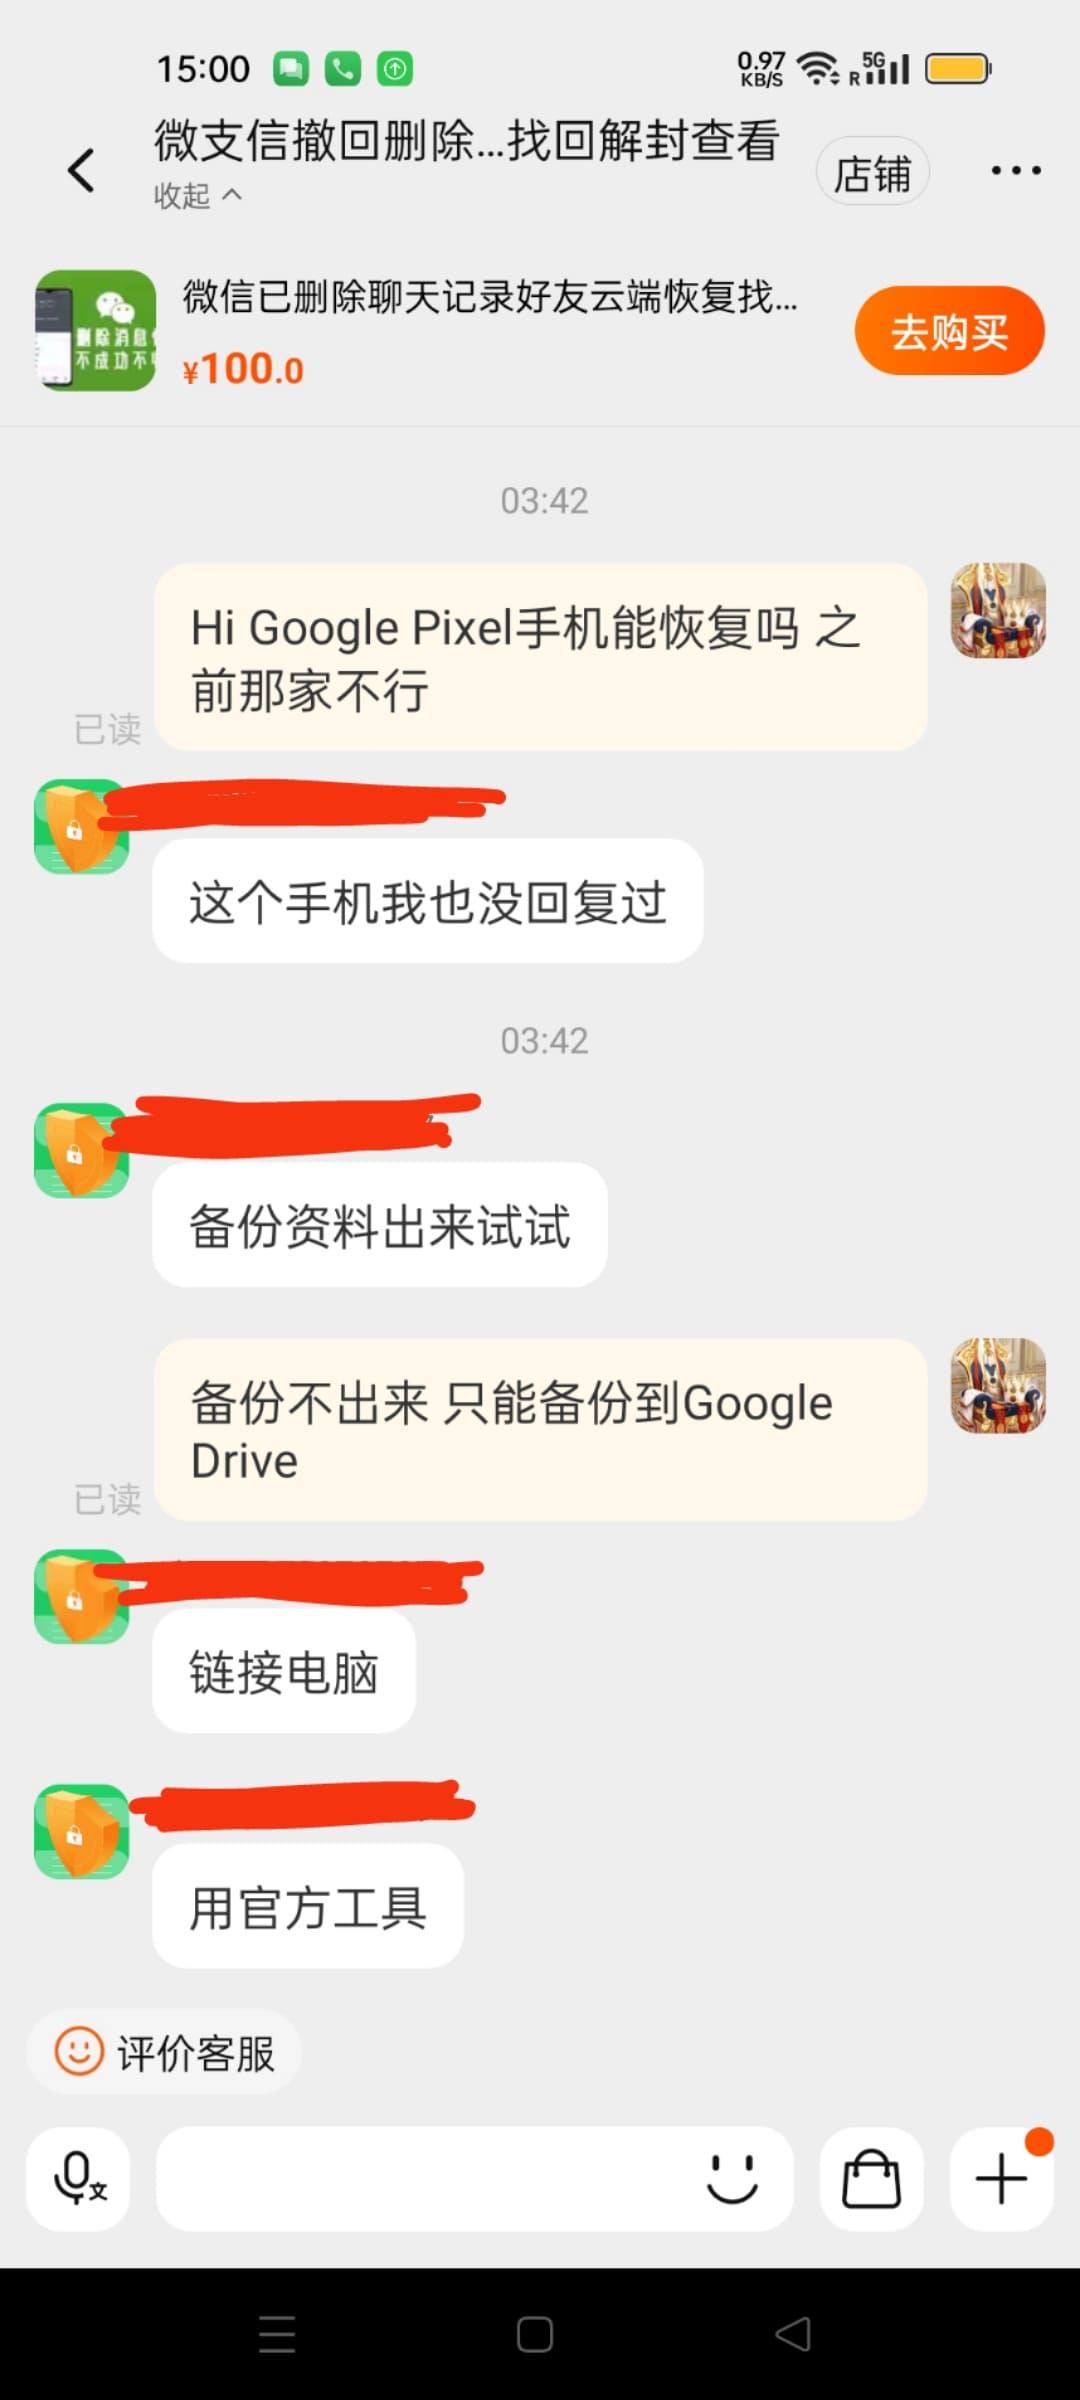 15:00
0.97
KB/S
5G
R
微支信撤回删除...找回解封查看
收起
店铺
微信已删除聊天记录好友云端恢复找...
¥100.0
去购买
删除消息
不成功不
03:42
Hi Google Pixel手机能恢复吗 之
前那家不行
已读
这个手机我也没回复过
03:42
备份资料出来试试
备份不出来 只能备份到Google
Drive
已读
链接电脑
用官方工具
评价客服
文